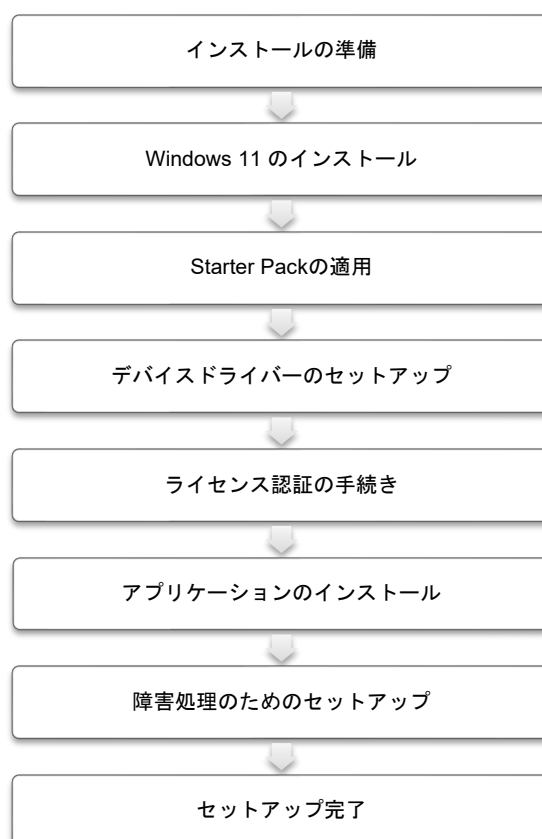 インストールの準備
Windows 11 のインストール
Starter Packの適用
デバイスドライバーのセットアップ
ライセンス認証の手続き
アプリケーションのインストール
障害処理のためのセットアップ
セットアップ完了